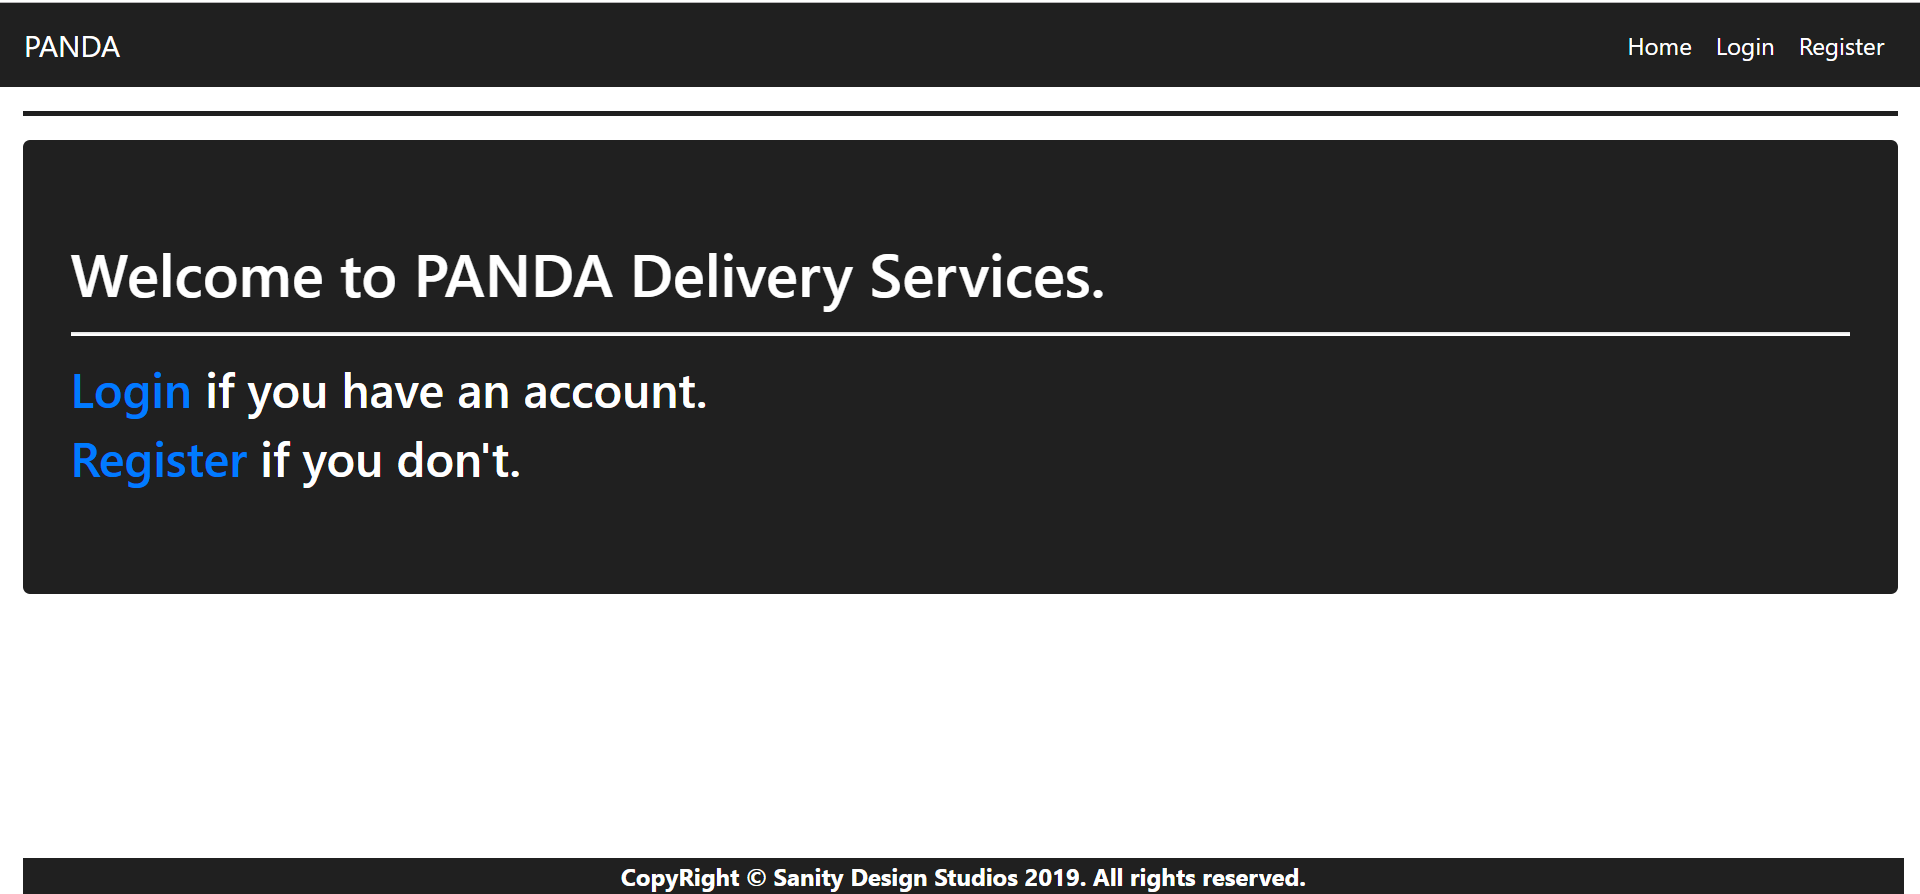 PANDA
Home Login Register
Welcome to PANDA Delivery Services.
Login if you have an account.
Register if you don't.
CopyRight © Sanity Design Studios 2019. All rights reserved.